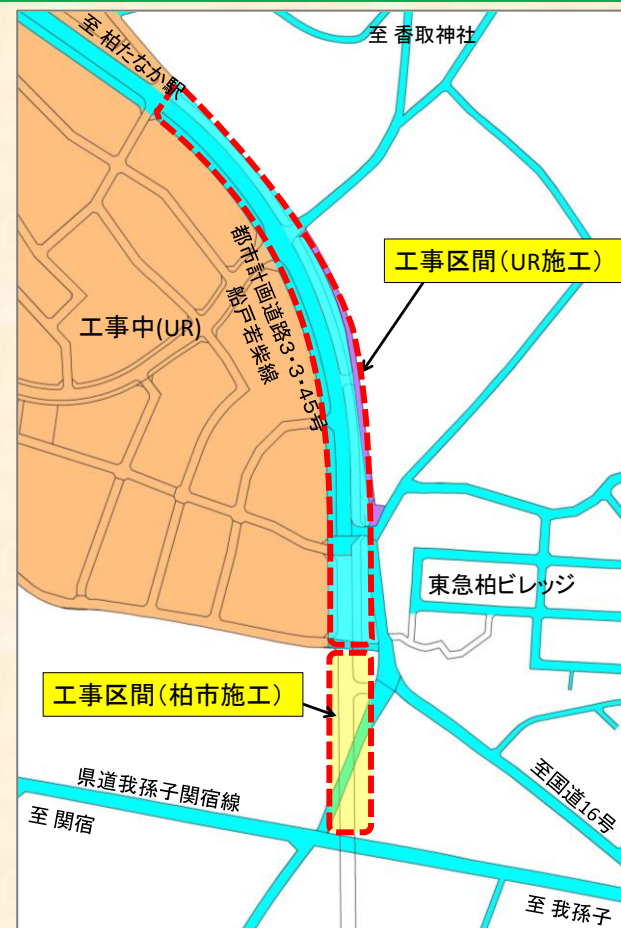 至 柏たなか駅
至 香取神社
都市計画道路3・3・45号
船戸若柴線
工事区間(UR施工)
工事中(UR)
東急柏ビレッジ
工事区間(柏市施工)
県道我孫子関宿線
至 関宿
至国道16号
至 我孫子